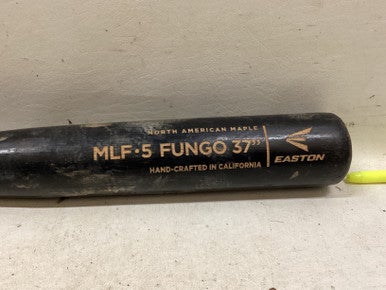 NORTH AMERICAN MAPLE
MLF·5 FUNGO 37"
HAND-CRAFTED IN CALIFORNIA
EASTON